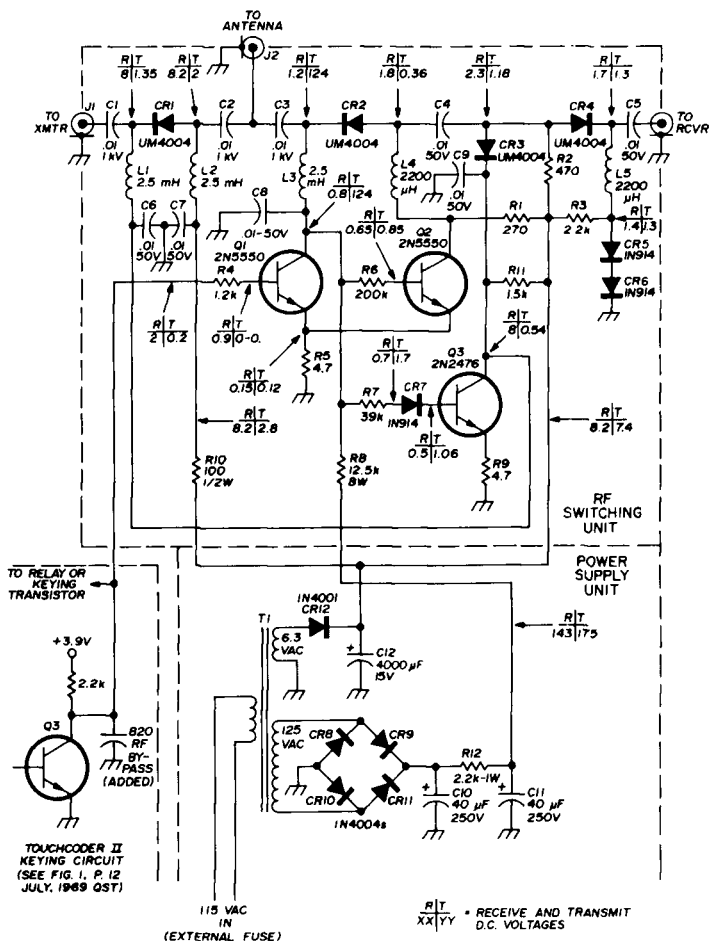 TO
ANTENNA
J2
R|T
8|1.35
R|T
8.2|2
R|T
1.2|124
R|T
1.8|0.36
R|T
2.3|1.18
R|T
1.7|1.3
TO
XMTR
J1
C1
.01
1 kV
CR1
UM4004
C2
.01
1 kV
C3
.01
1 kV
CR2
UM4004
C4
.01
50V
CR3
UM4004
CR4
UM4004
C5
.01
50V
TO
RCVR
L1
2.5 mH
L2
2.5 mH
L3
2.5
mH
L4
2200
µH
C9
.01
50V
R2
470
L5
2200
µH
C6
.01
50V
C7
.01
50V
C8
.01-50V
R|T
0.8|124
R|T
0.65|0.85
Q2
2N5550
R1
270
R3
2.2k
R|T
1.4|1.3
Q1
2N5550
R4
1.2k
R6
200k
R11
1.5k
CR5
1N914
CR6
1N914
R|T
2|0.2
R|T
0.9|0-0.
R|T
0.15|0.12
R5
4.7
R|T
0.7|1.7
R|T
8|0.54
Q3
2N2476
R7
39k
CR7
1N914
R|T
0.5|1.06
R|T
8.2|2.8
R|T
8.2|7.4
R10
100
1/2W
R8
12.5k
8W
R9
4.7
RF
SWITCHING
UNIT
TO RELAY OR
KEYING
TRANSISTOR
POWER
SUPPLY
UNIT
+3.9V
2.2k
Q3
820
RF
BY-
PASS
(ADDED)
T1
6.3
VAC
1N4001
CR12
C12
4000 µF
15V
R|T
143|175
125
VAC
CR8
CR9
CR10
CR11
1N4004s
R12
2.2k-1W
C10
40 µF
250V
C11
40 µF
250V
TOUCHCODER II
KEYING CIRCUIT
(SEE FIG. 1, P. 12
JULY, 1969 QST)
115 VAC
IN
(EXTERNAL FUSE)
R|T
XX|YY = RECEIVE AND TRANSMIT
D.C. VOLTAGES